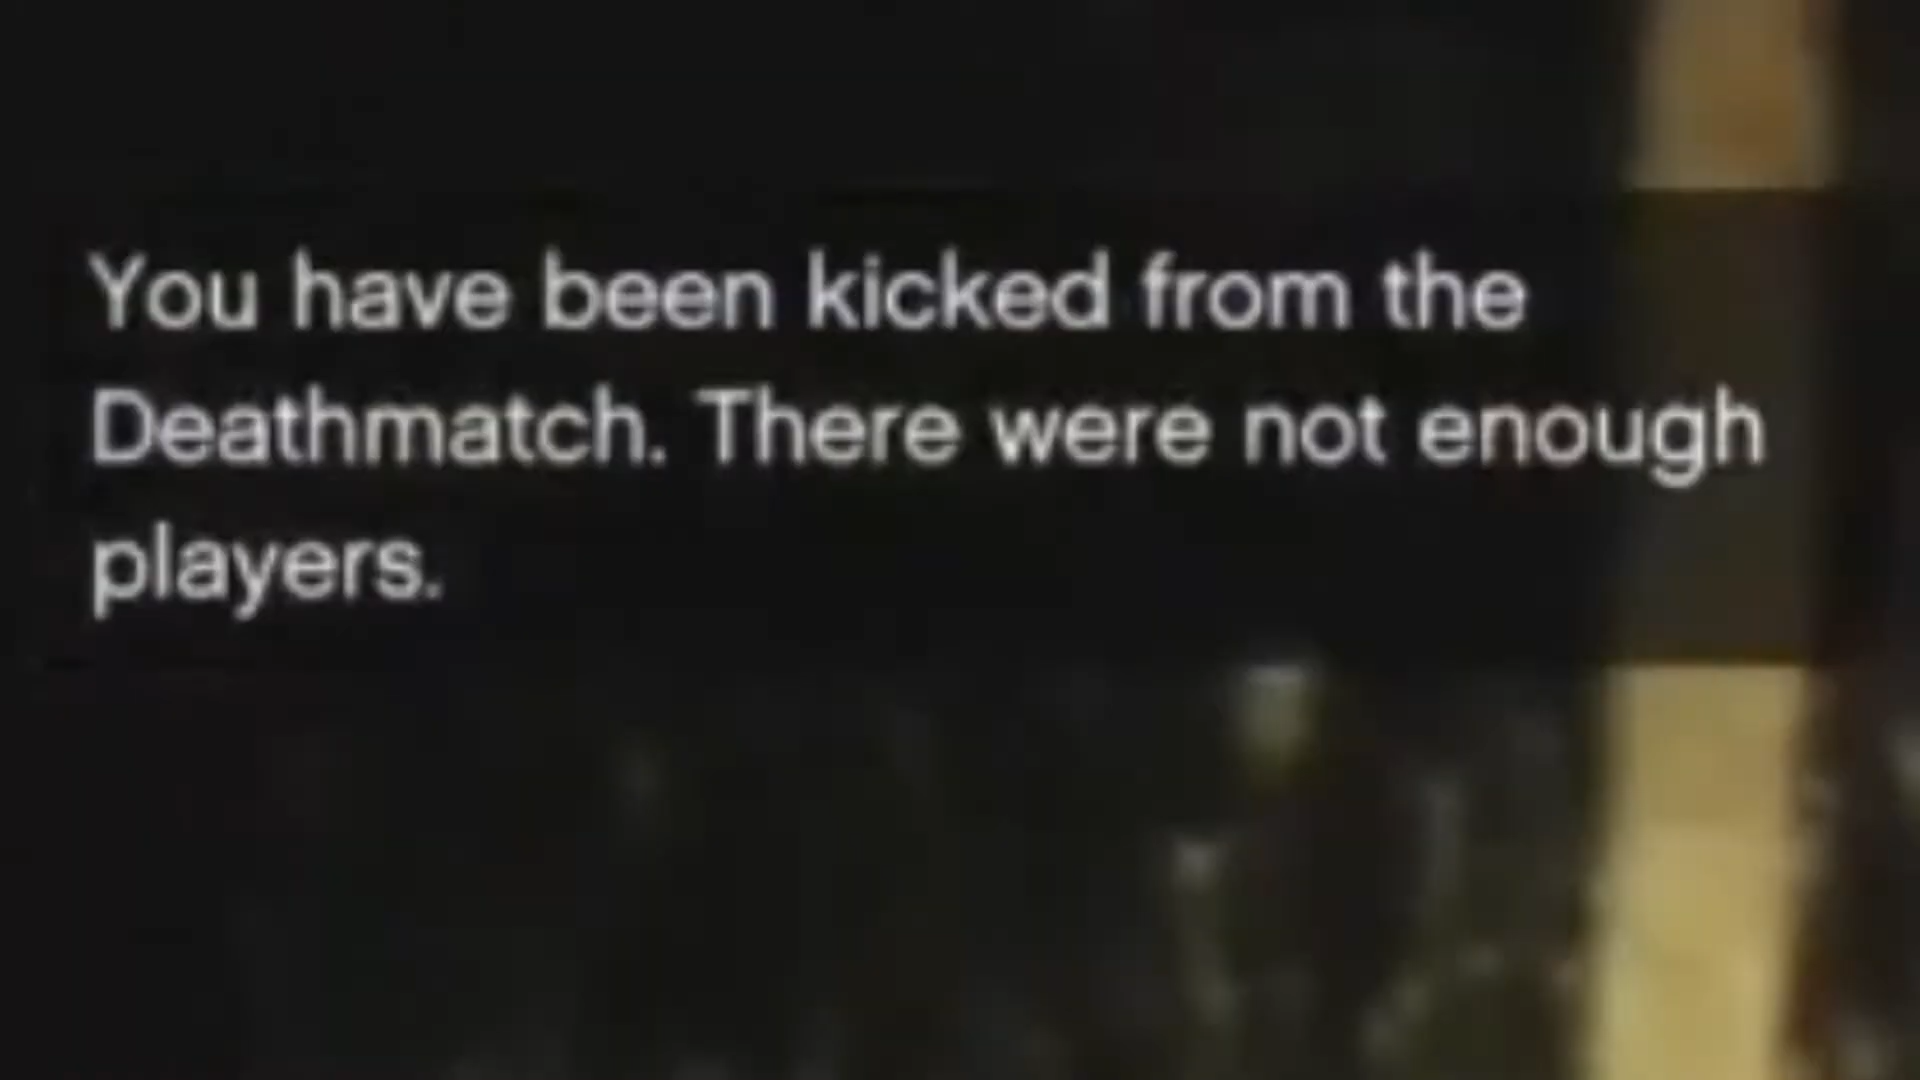 You have been kicked from the
Deathmatch. There were not enough
players.